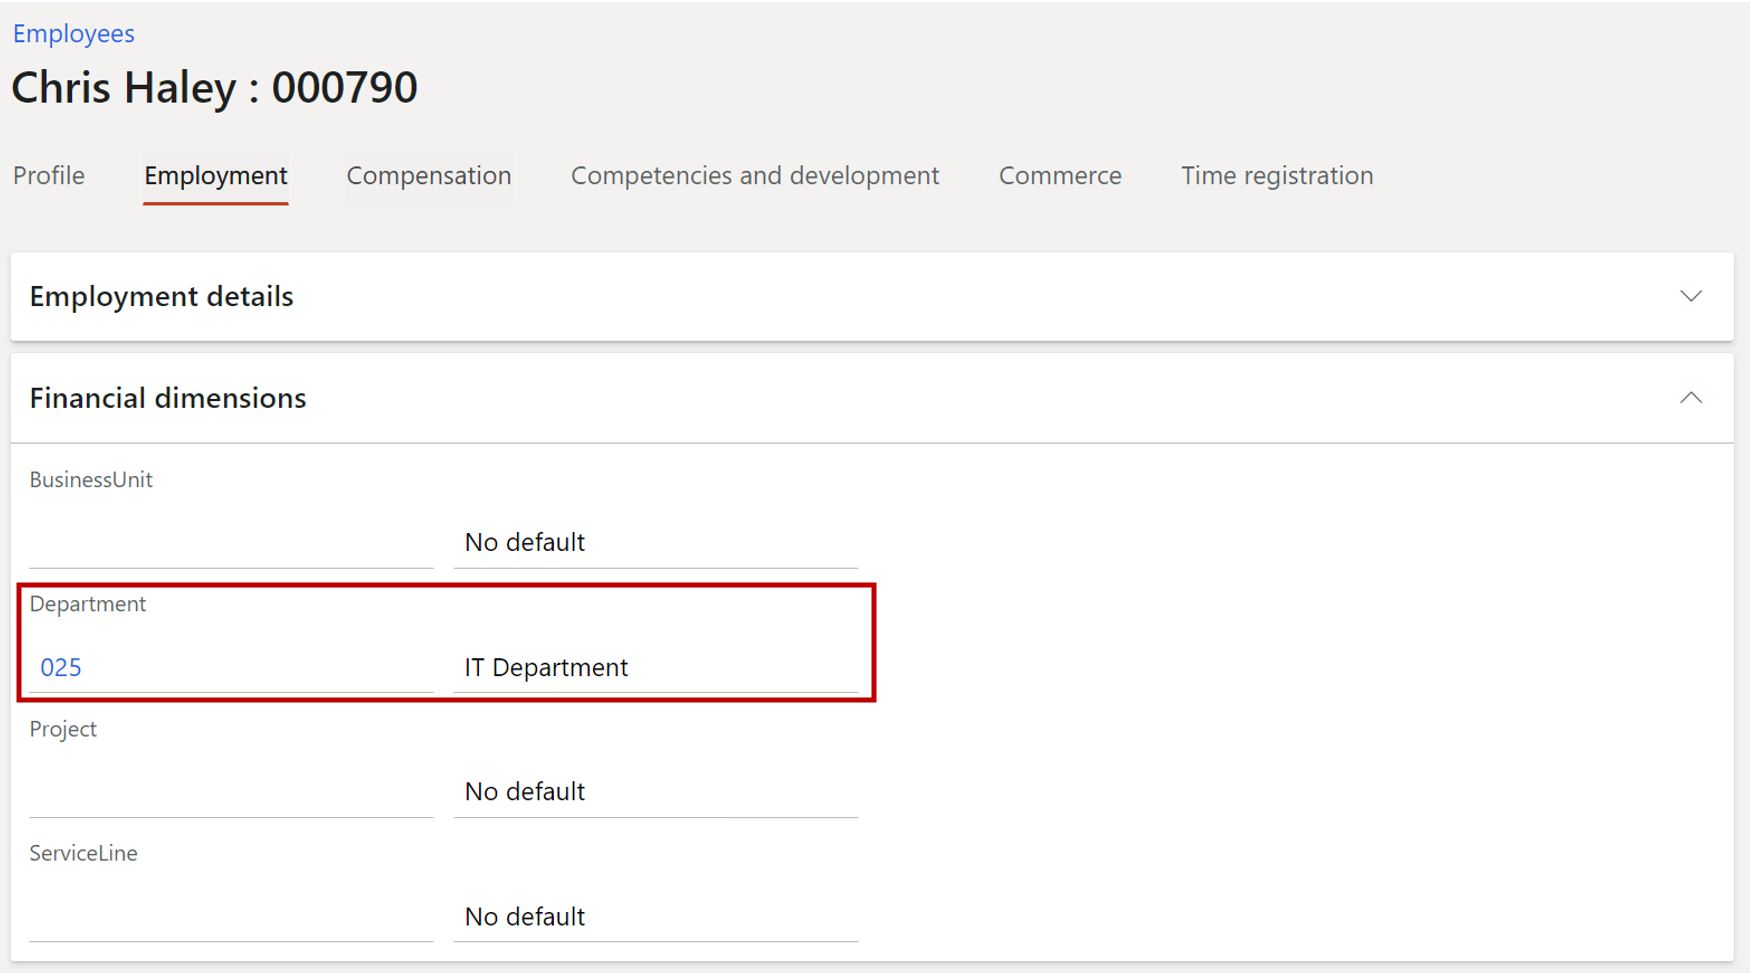 Employees
Chris Haley : 000790
Profile Employment Compensation Competencies and development Commerce Time registration
Employment details
Financial dimensions
BusinessUnit
No default
Department
025 IT Department
Project
No default
ServiceLine
No default